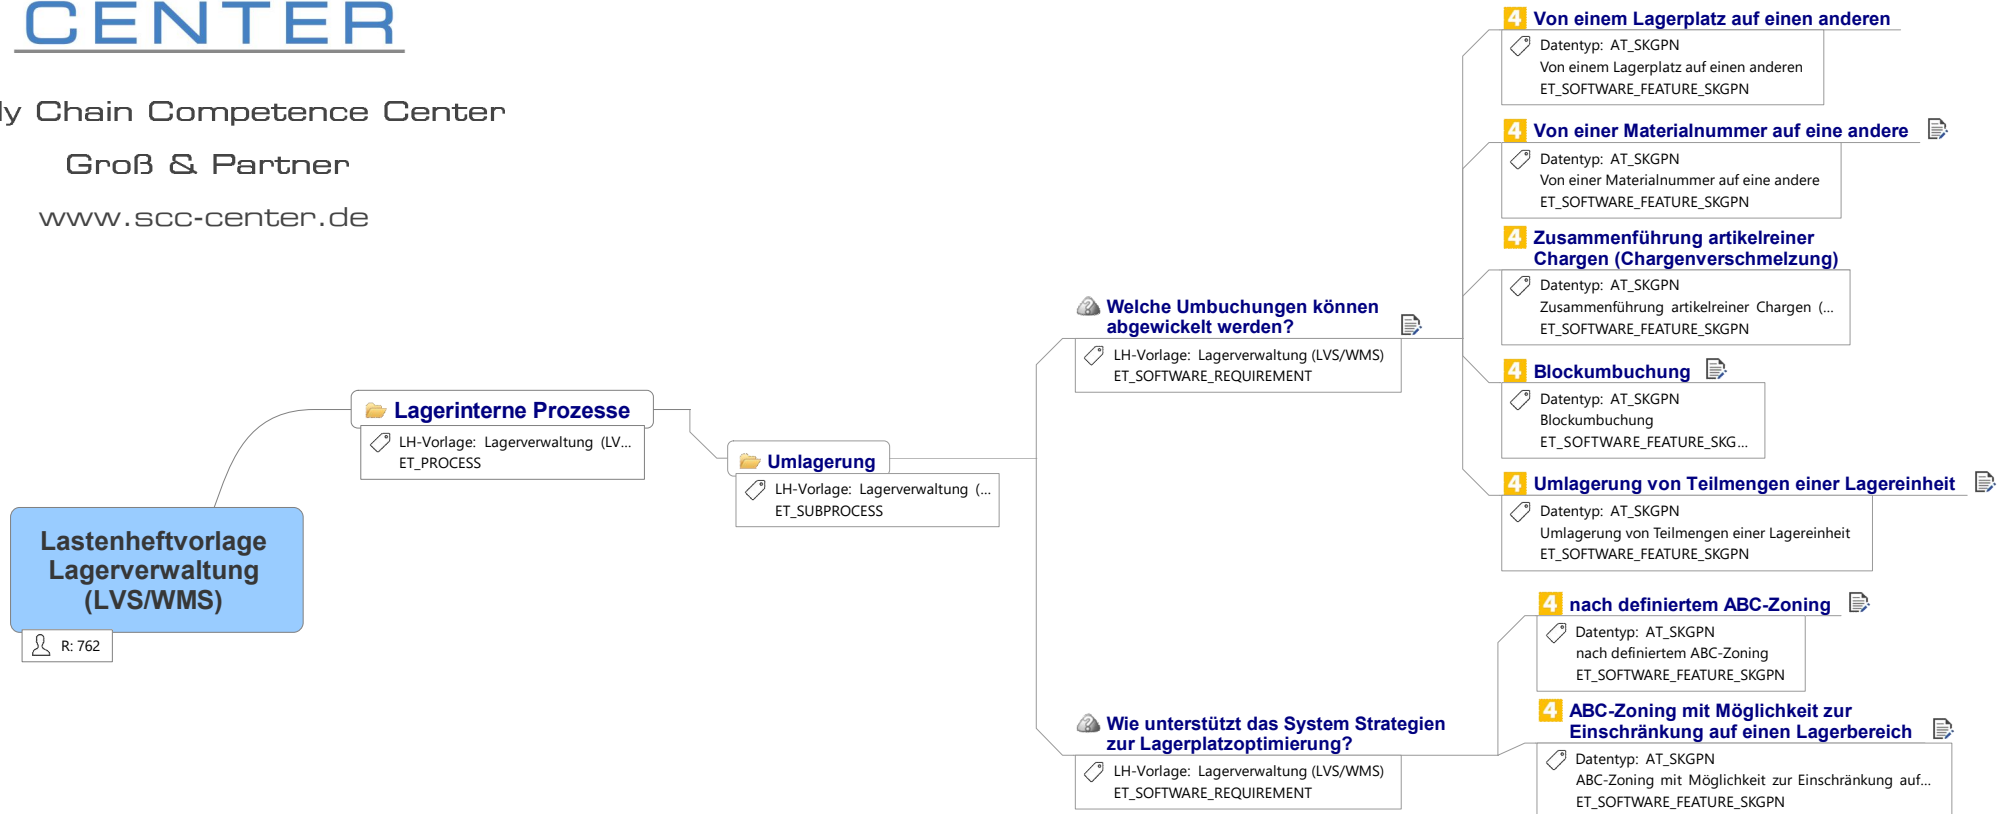 CENTER
ly Chain Competence Center
Groß & Partner
www.scc-center.de
Lastenheftvorlage
Lagerverwaltung
(LVS/WMS)
R: 762
Lagerinterne Prozesse
LH-Vorlage: Lagerverwaltung (LV...
ET_PROCESS
Umlagerung
LH-Vorlage: Lagerverwaltung (...
ET_SUBPROCESS
Welche Umbuchungen können
abgewickelt werden?
LH-Vorlage: Lagerverwaltung (LVS/WMS)
ET_SOFTWARE_REQUIREMENT
4 Von einem Lagerplatz auf einen anderen
Datentyp: AT_SKGPN
Von einem Lagerplatz auf einen anderen
ET_SOFTWARE_FEATURE_SKGPN
4 Von einer Materialnummer auf eine andere
Datentyp: AT_SKGPN
Von einer Materialnummer auf eine andere
ET_SOFTWARE_FEATURE_SKGPN
4 Zusammenführung artikelreiner
Chargen (Chargenverschmelzung)
Datentyp: AT_SKGPN
Zusammenführung artikelreiner Chargen (...
ET_SOFTWARE_FEATURE_SKGPN
4 Blockumbuchung
Datentyp: AT_SKGPN
Blockumbuchung
ET_SOFTWARE_FEATURE_SKG...
4 Umlagerung von Teilmengen einer Lagereinheit
Datentyp: AT_SKGPN
Umlagerung von Teilmengen einer Lagereinheit
ET_SOFTWARE_FEATURE_SKGPN
Wie unterstützt das System Strategien
zur Lagerplatzoptimierung?
LH-Vorlage: Lagerverwaltung (LVS/WMS)
ET_SOFTWARE_REQUIREMENT
4 nach definiertem ABC-Zoning
Datentyp: AT_SKGPN
nach definiertem ABC-Zoning
ET_SOFTWARE_FEATURE_SKGPN
4 ABC-Zoning mit Möglichkeit zur
Einschränkung auf einen Lagerbereich
Datentyp: AT_SKGPN
ABC-Zoning mit Möglichkeit zur Einschränkung auf...
ET_SOFTWARE_FEATURE_SKGPN